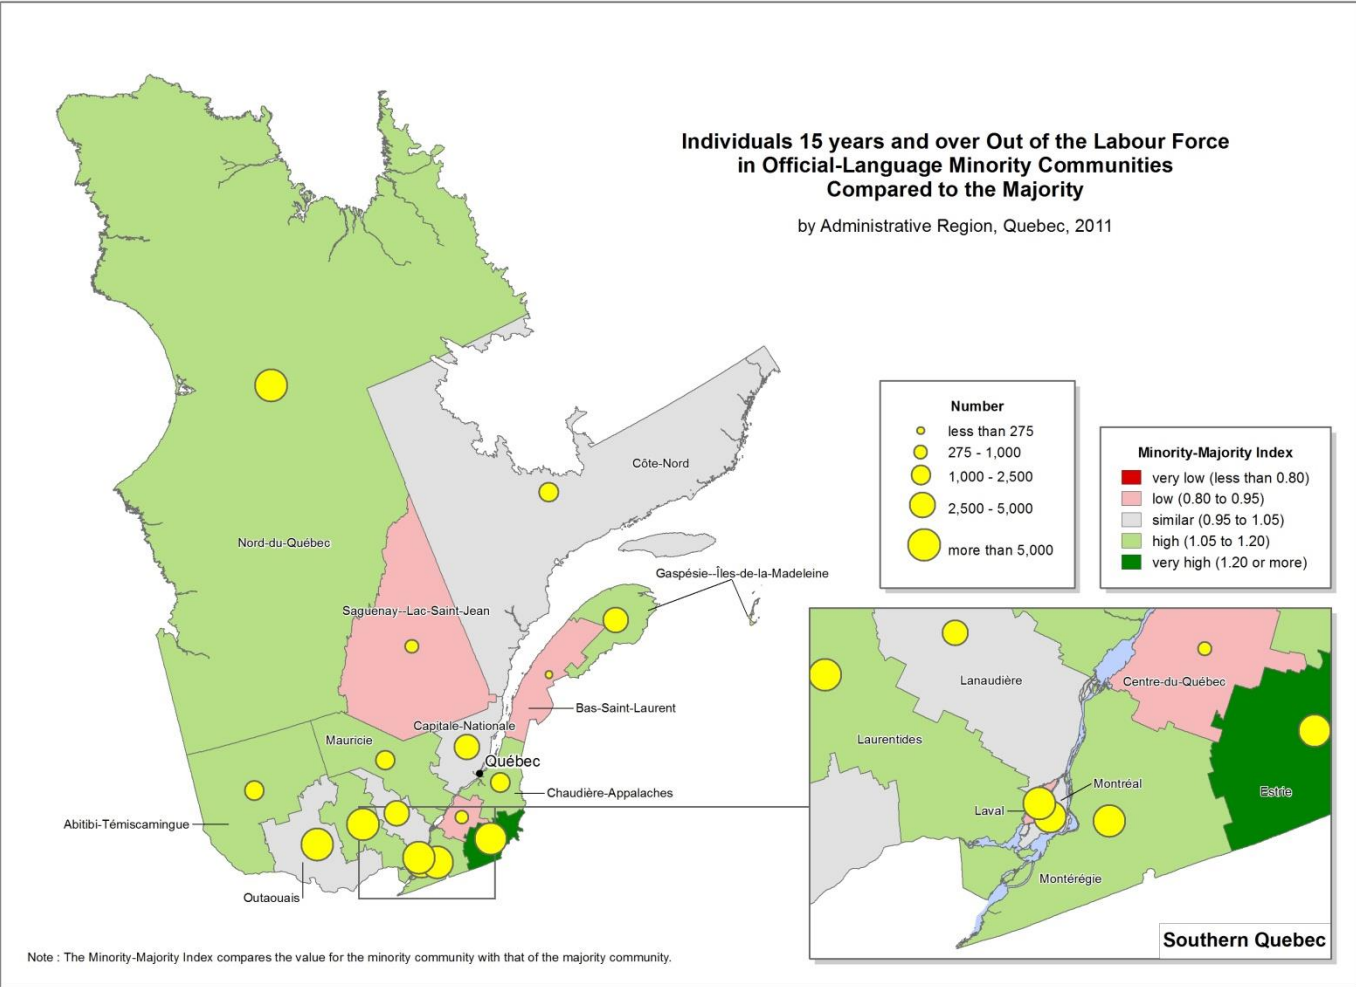 Individuals 15 years and over Out of the Labour Force
in Official-Language Minority Communities
Compared to the Majority
by Administrative Region, Quebec, 2011
Number
less than 275
275 - 1,000
1,000 - 2,500
2,500 - 5,000
more than 5,000
Minority-Majority Index
very low (less than 0.80)
low (0.80 to 0.95)
similar (0.95 to 1.05)
high (1.05 to 1.20)
very high (1.20 or more)
Côte-Nord
Nord-du-Québec
Gaspésie--Îles-de-la-Madeleine
Saguenay--Lac-Saint-Jean
Bas-Saint-Laurent
Capitale-Nationale
Mauricie
Québec
Chaudière-Appalaches
Abitibi-Témiscamingue
Outaouais
Lanaudière
Centre-du-Québec
Laurentides
Montréal
Laval
Estrie
Montérégie
Southern Quebec
Note : The Minority-Majority Index compares the value for the minority community with that of the majority community.